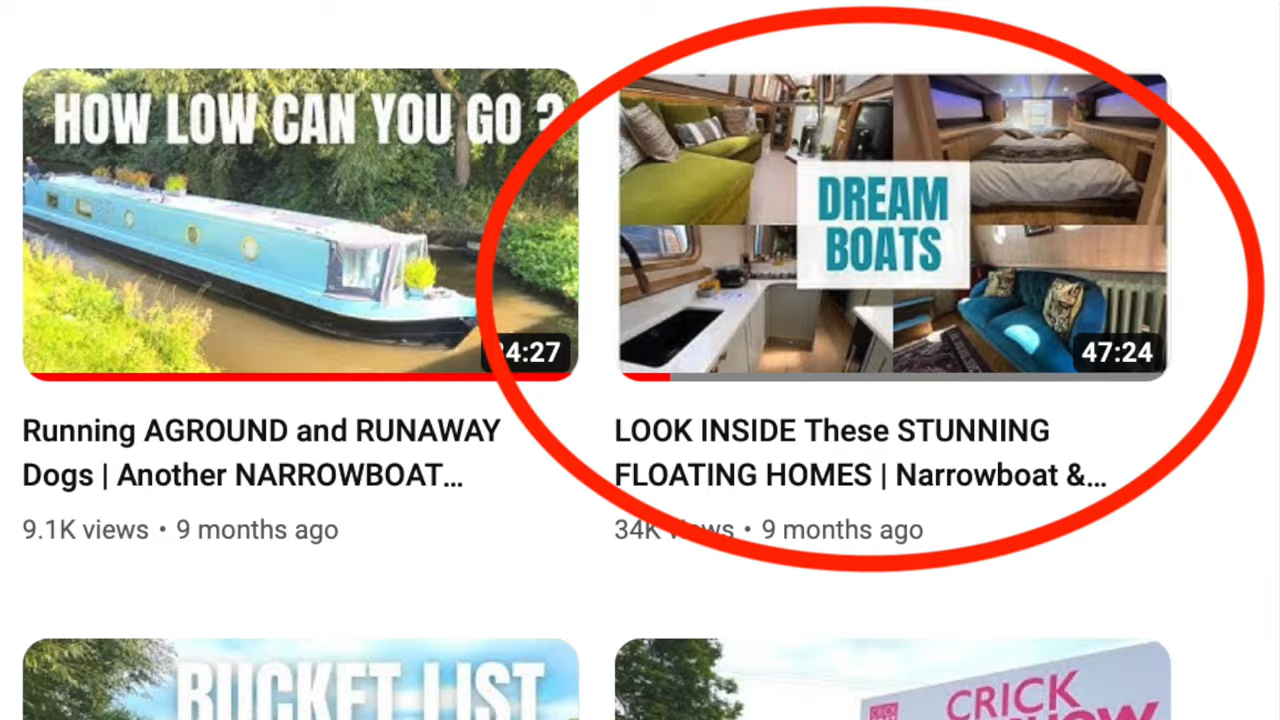 HOW LOW CAN YOU GO ?
DREAM
BOATS
4:27
47:24
Running AGROUND and RUNAWAY
Dogs | Another NARROWBOAT...
LOOK INSIDE These STUNNING
FLOATING HOMES | Narrowboat &...
9.1K views • 9 months ago
34K views • 9 months ago
BUCKET LIST
CRICK